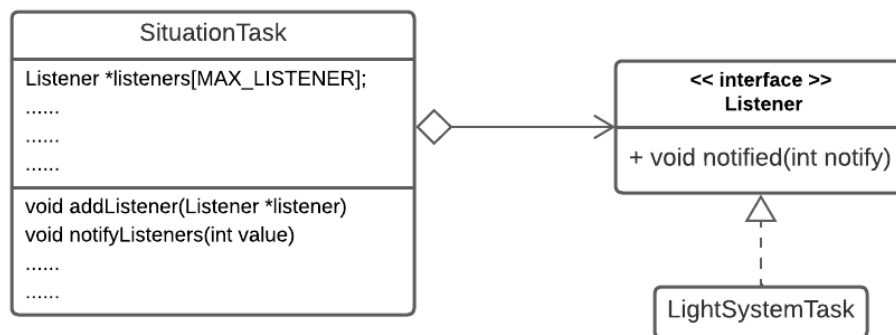 SituationTask
Listener *listeners[MAX_LISTENER];
......
......
......
void addListener(Listener *listener)
void notifyListeners(int value)
......
......
<< interface >>
Listener
+ void notified(int notify)
LightSystemTask